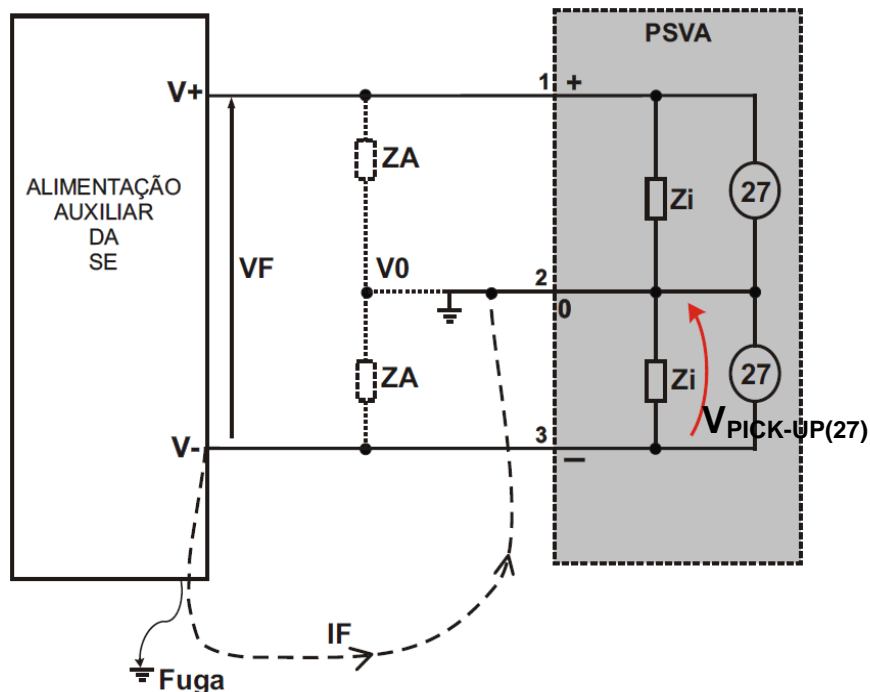 PSVA
V+
1
+
ZA
Zi
27
ALIMENTAÇÃO
AUXILIAR
DA
SE
VF
V0
2
0
ZA
Zi
27
VPICK-UP(27)
V-
3
–
IF
Fuga